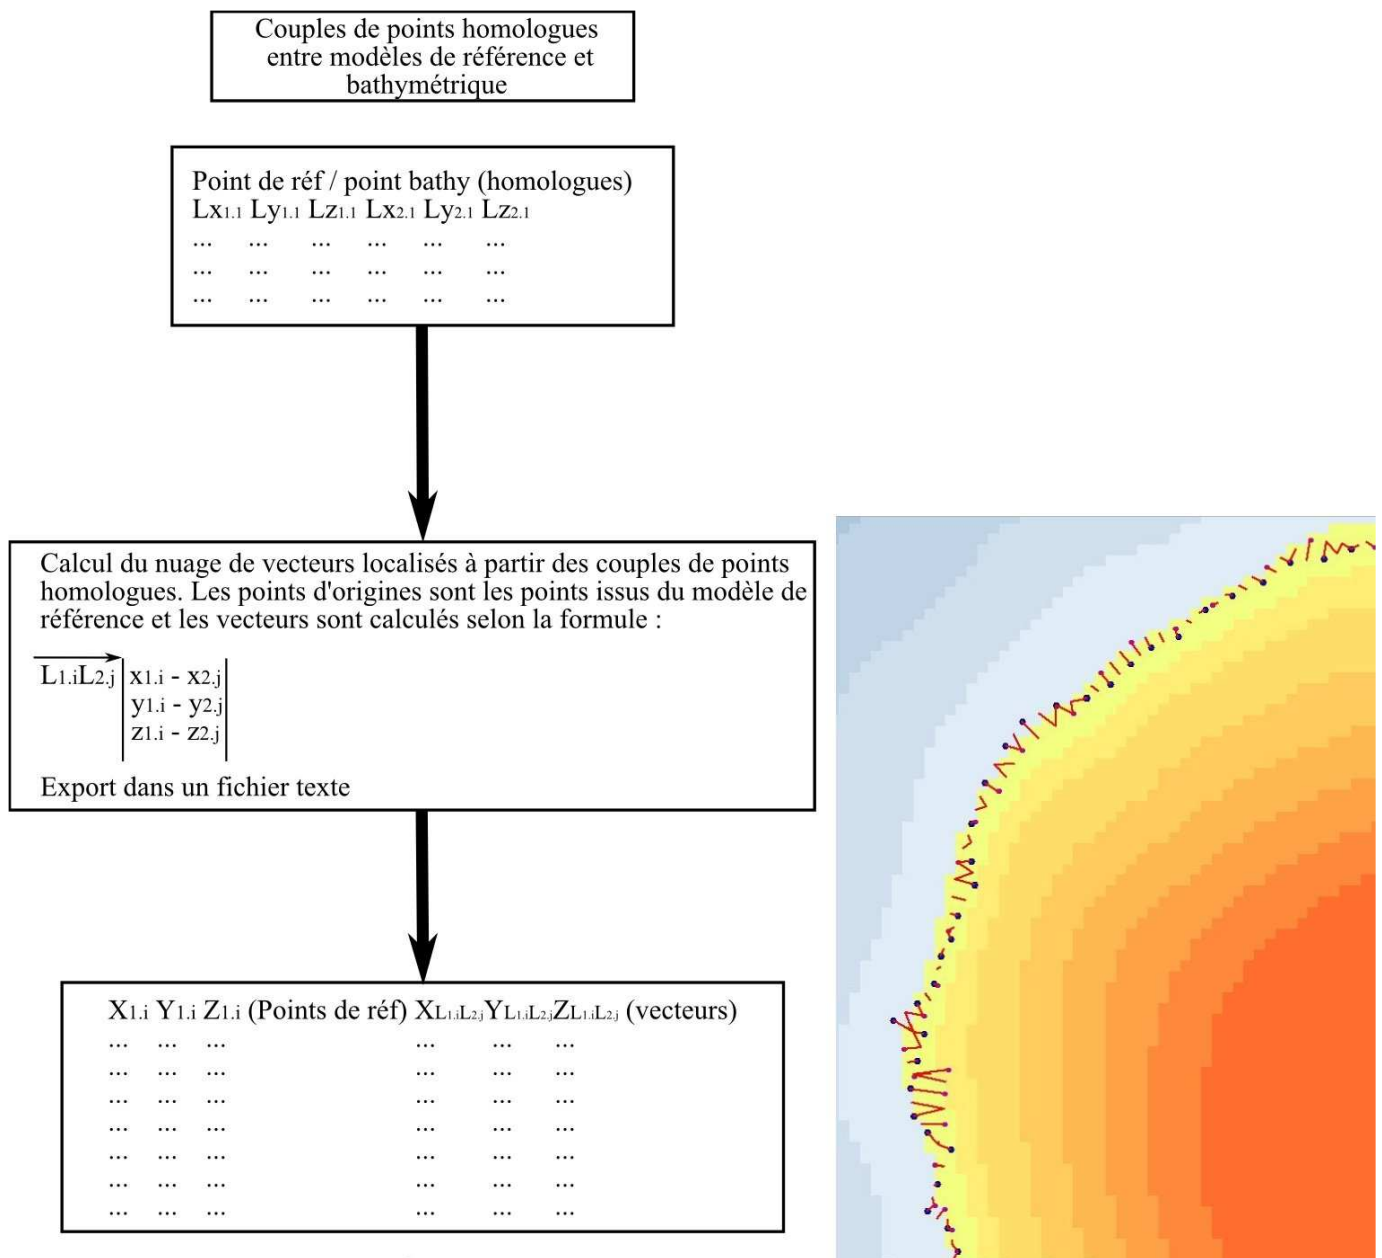 Couples de points homologues
entre modèles de référence et
bathymétrique
Point de réf / point bathy (homologues)
Lx1.1 Ly1.1 Lz1.1 Lx2.1 Ly2.1 Lz2.1
... ... ... ... ... ...
... ... ... ... ... ...
... ... ... ... ... ...
Calcul du nuage de vecteurs localisés à partir des couples de points
homologues. Les points d'origines sont les points issus du modèle de
référence et les vecteurs sont calculés selon la formule :
L1.iL2.j x1.i - x2.j
y1.i - y2.j
z1.i - z2.j
Export dans un fichier texte
X1.i Y1.i Z1.i (Points de réf) XL1.iL2.jYL1.iL2.jZL1.iL2.j (vecteurs)
... ... ... ... ... ...
... ... ... ... ... ...
... ... ... ... ... ...
... ... ... ... ... ...
... ... ... ... ... ...
... ... ... ... ... ...
... ... ... ... ... ...